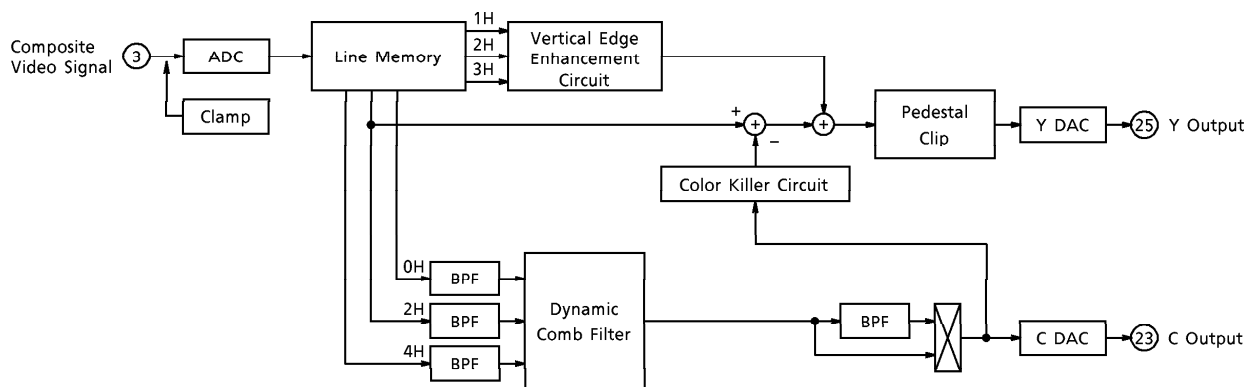 Composite
Video Signal
3
ADC
Clamp
Line Memory
1H
2H
3H
Vertical Edge
Enhancement
Circuit
+
−
+
+
Pedestal
Clip
Y DAC
25
Y Output
Color Killer Circuit
0H
BPF
2H
BPF
4H
BPF
Dynamic
Comb Filter
BPF
C DAC
23
C Output